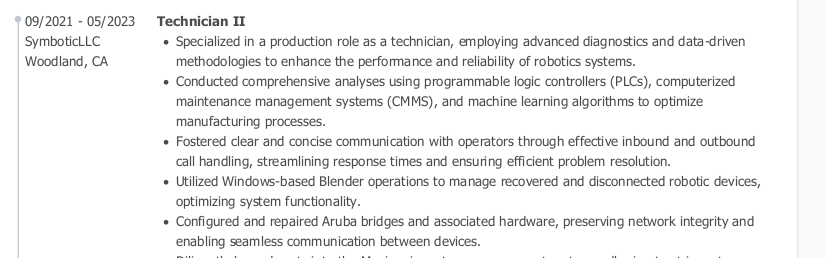 09/2021 - 05/2023
SymboticLLC
Woodland, CA
Technician II
• Specialized in a production role as a technician, employing advanced diagnostics and data-driven
methodologies to enhance the performance and reliability of robotics systems.
• Conducted comprehensive analyses using programmable logic controllers (PLCs), computerized
maintenance management systems (CMMS), and machine learning algorithms to optimize
manufacturing processes.
• Fostered clear and concise communication with operators through effective inbound and outbound
call handling, streamlining response times and ensuring efficient problem resolution.
• Utilized Windows-based Blender operations to manage recovered and disconnected robotic devices,
optimizing system functionality.
• Configured and repaired Aruba bridges and associated hardware, preserving network integrity and
enabling seamless communication between devices.